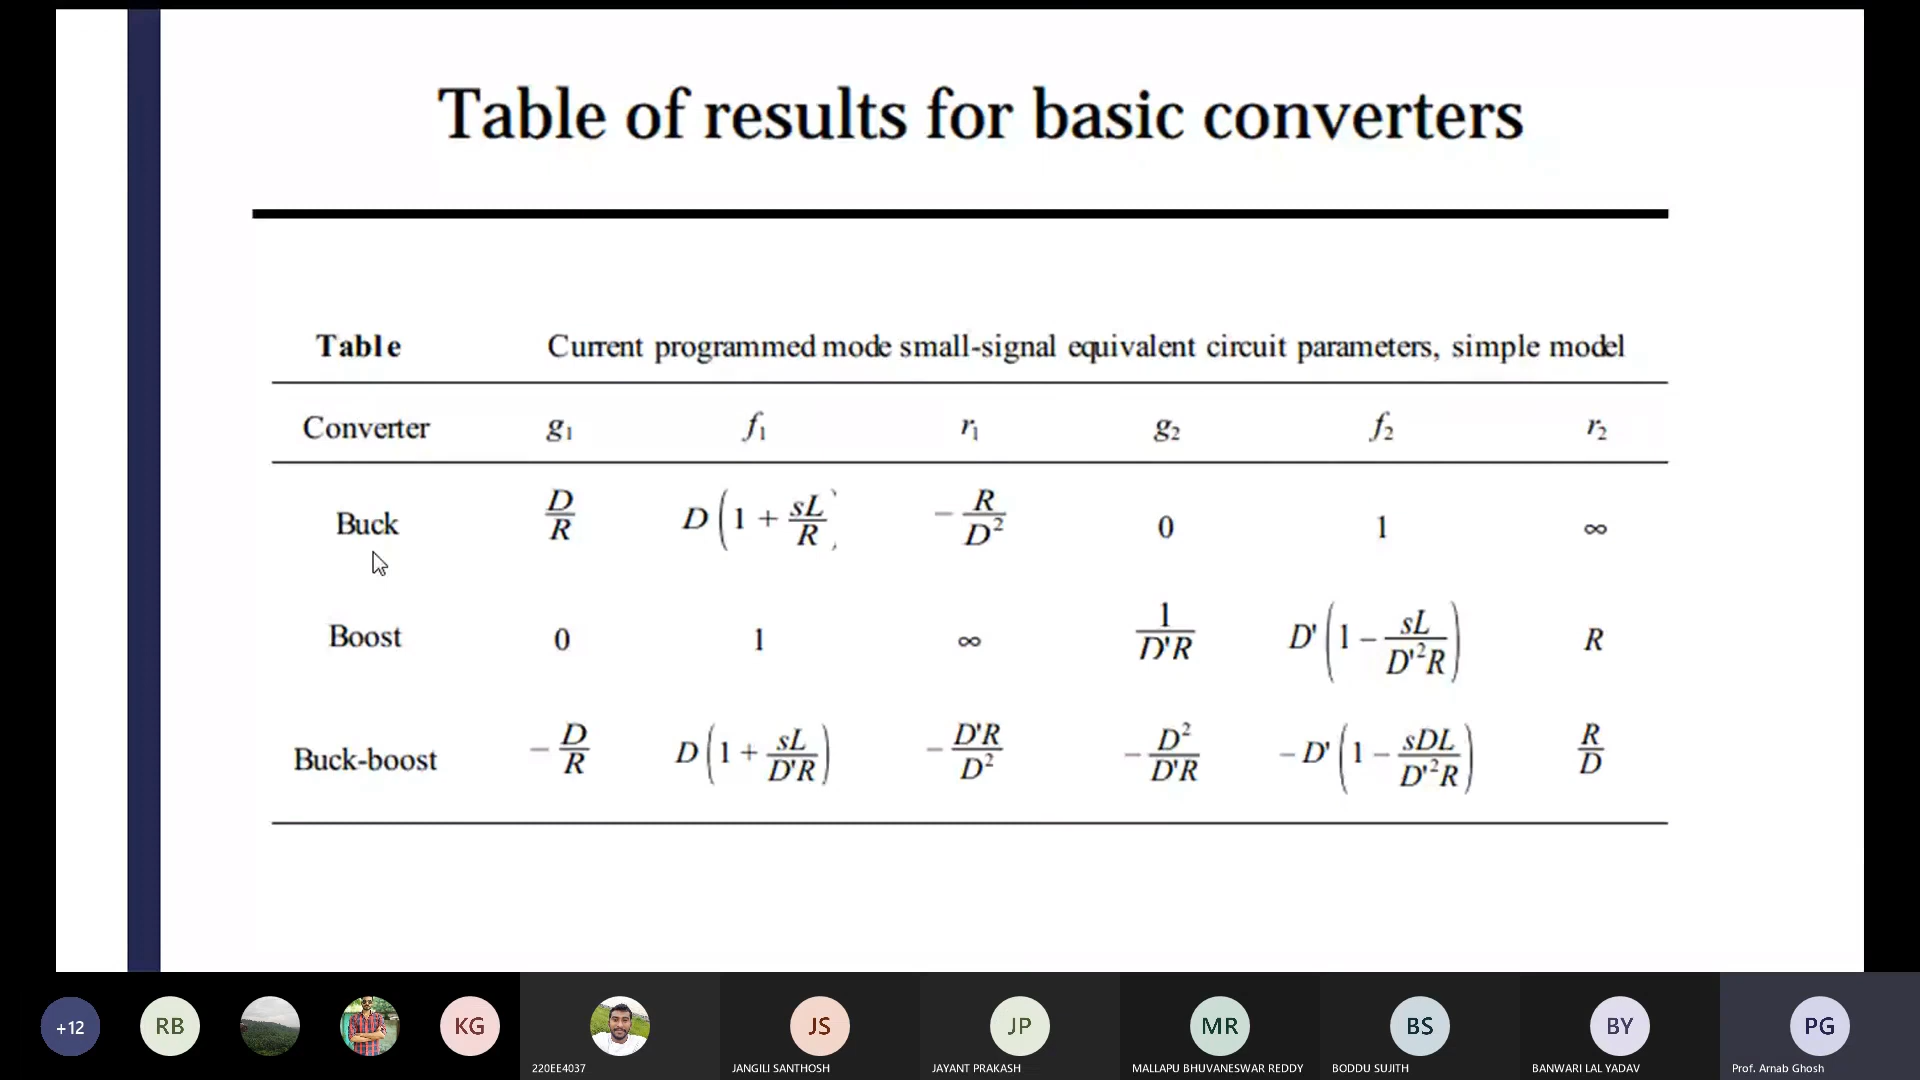 Table of results for basic converters
Table Current programmed mode small-signal equivalent circuit parameters, simple model
Converter g₁ f₁ r₁ g₂ f₂ r₂
Buck D/R D(1 + sL/R) −R/D² 0 1 ∞
Boost 0 1 ∞ 1/D'R D'(1 − sL/D'²R) R
Buck-boost −D/R D(1 + sL/D'R) −D'R/D² −D²/D'R −D'(1 − sDL/D'²R) R/D
+12 RB KG JS JP MR BS BY PG
220EE4037 JANGILI SANTHOSH JAYANT PRAKASH MALLAPU BHUVANESWAR REDDY BODDU SUJITH BANWARI LAL YADAV Prof. Arnab Ghosh